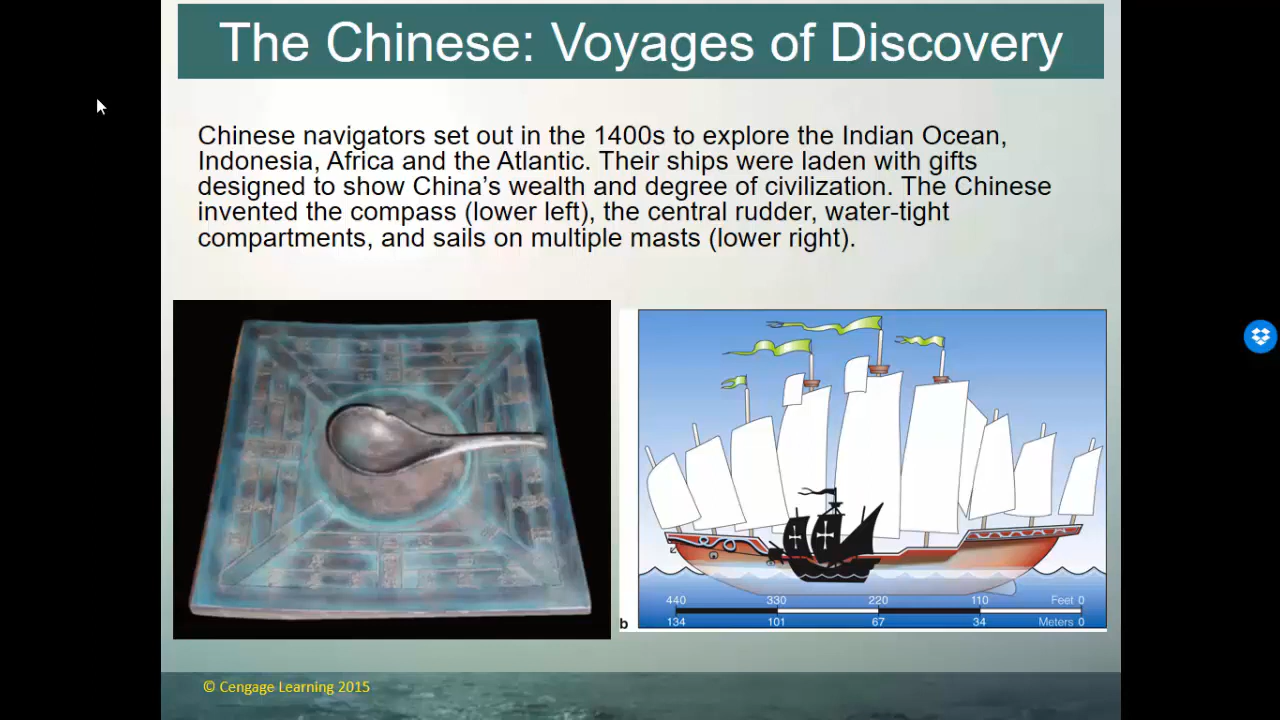 The Chinese: Voyages of Discovery
Chinese navigators set out in the 1400s to explore the Indian Ocean,
Indonesia, Africa and the Atlantic. Their ships were laden with gifts
designed to show China’s wealth and degree of civilization. The Chinese
invented the compass (lower left), the central rudder, water-tight
compartments, and sails on multiple masts (lower right).
440 330 220 110 Feet 0
134 101 67 34 Meters 0
b
© Cengage Learning 2015